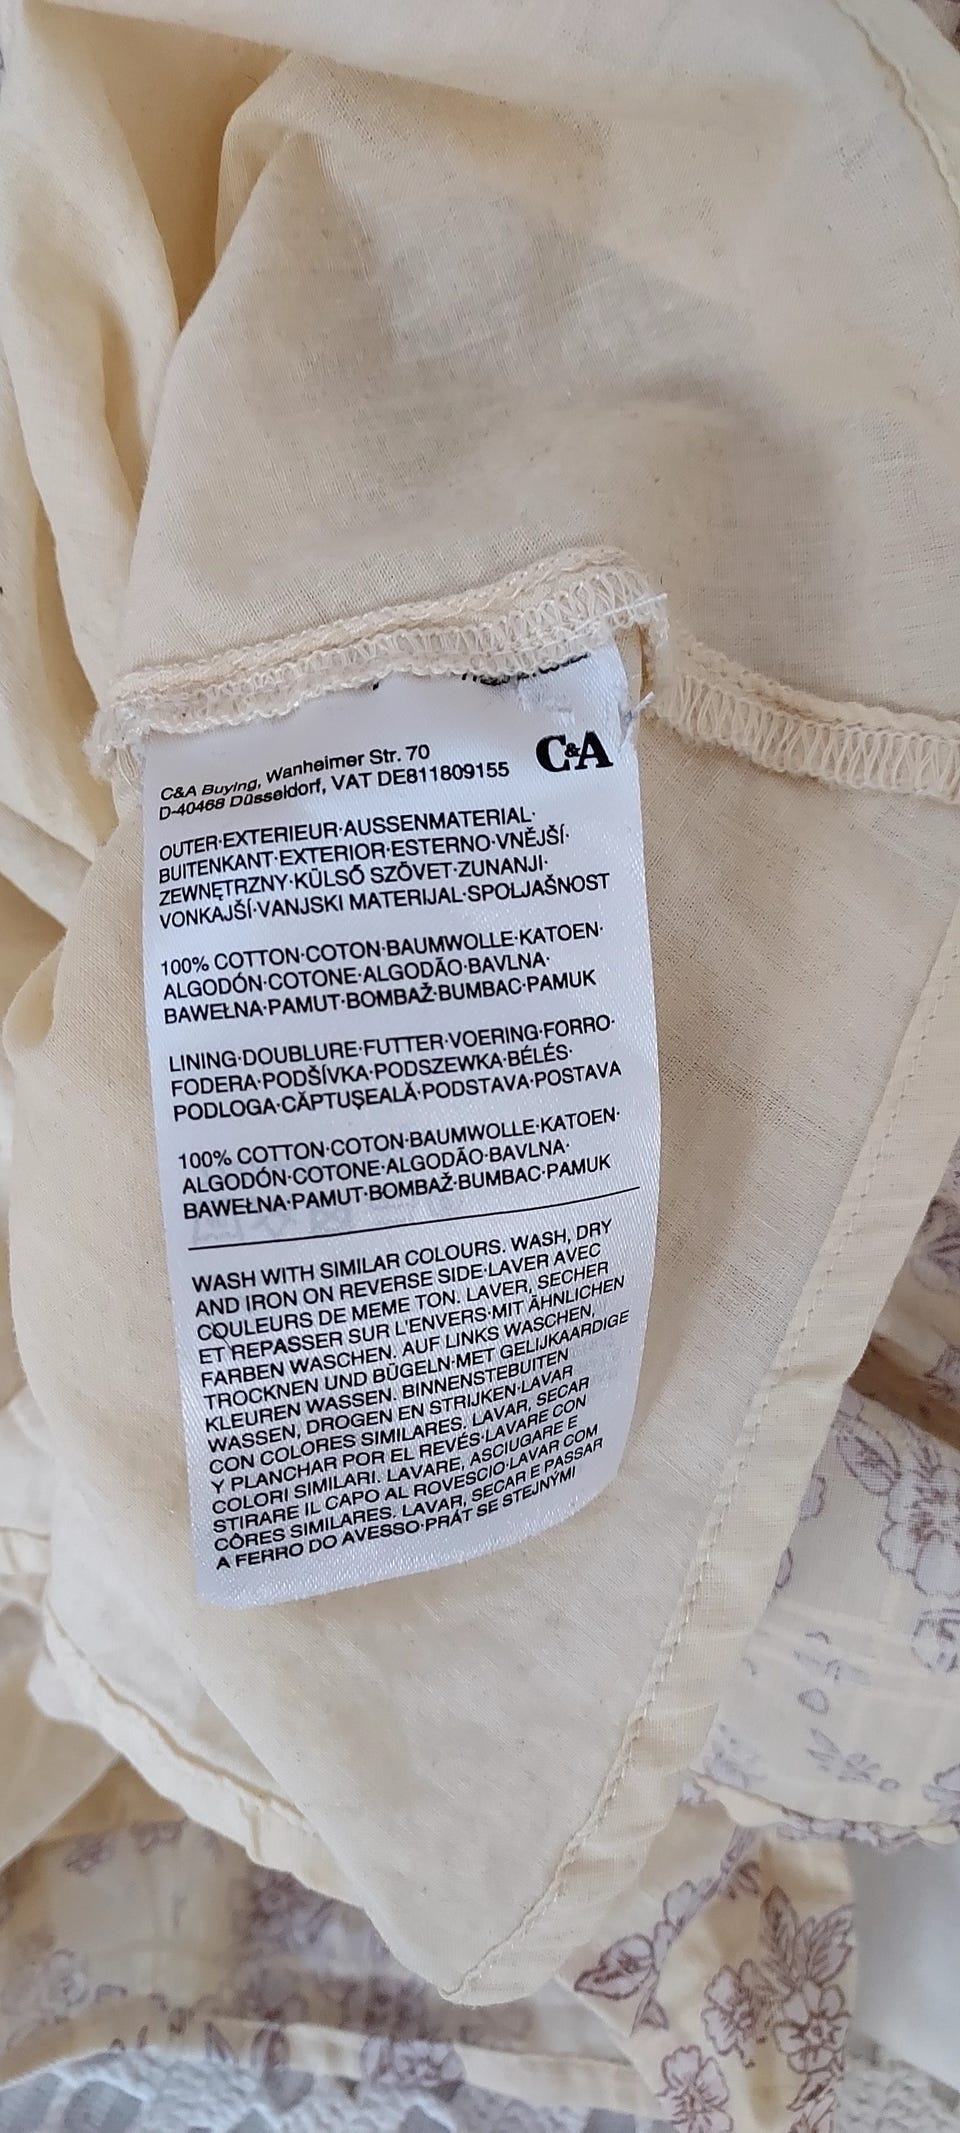 C&A
C&A Buying, Wanheimer Str. 70
D-40468 Düsseldorf, VAT DE811809155
OUTER·EXTERIEUR·AUSSENMATERIAL·
BUITENKANT·EXTERIOR·ESTERNO·VNĚJŠÍ·
ZEWNĘTRZNY·KÜLSŐ SZÖVET·ZUNANJI·
VONKAJŠÍ·VANJSKI MATERIJAL·SPOLJAŠNOST
100% COTTON·COTON·BAUMWOLLE·KATOEN·
ALGODÓN·COTONE·ALGODÃO·BAVLNA·
BAWEŁNA·PAMUT·BOMBAŽ·BUMBAC·PAMUK
LINING·DOUBLURE·FUTTER·VOERING·FORRO·
FODERA·PODŠÍVKA·PODSZEWKA·BÉLÉS·
PODLOGA·CĂPTUŞEALĂ·PODSTAVA·POSTAVA
100% COTTON·COTON·BAUMWOLLE·KATOEN·
ALGODÓN·COTONE·ALGODÃO·BAVLNA·
BAWEŁNA·PAMUT·BOMBAŽ·BUMBAC·PAMUK
WASH WITH SIMILAR COLOURS. WASH, DRY
AND IRON ON REVERSE SIDE·LAVER AVEC
COULEURS DE MEME TON. LAVER, SECHER
ET REPASSER SUR L'ENVERS·MIT ÄHNLICHEN
FARBEN WASCHEN. AUF LINKS WASCHEN,
TROCKNEN UND BÜGELN·MET GELIJKAARDIGE
KLEUREN WASSEN. BINNENSTEBUITEN
WASSEN, DROGEN EN STRIJKEN·LAVAR
CON COLORES SIMILARES. LAVAR, SECAR
Y PLANCHAR POR EL REVÉS·LAVARE CON
COLORI SIMILARI. LAVARE, ASCIUGARE E
STIRARE IL CAPO AL ROVESCIO·LAVAR COM
CÔRES SIMILARES. LAVAR, SECAR E PASSAR
A FERRO DO AVESSO·PRÁT SE STEJNÝMI